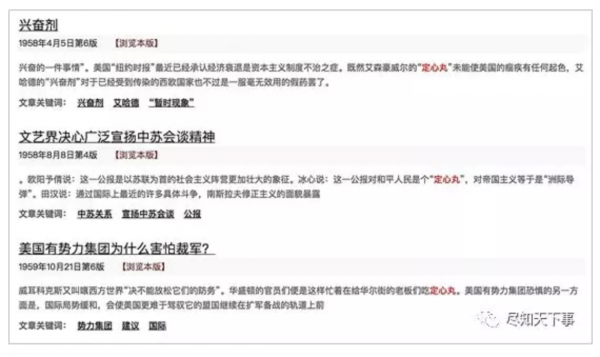 兴奋剂
1958年4月5日第6版 【浏览本版】
兴奋的一件事情"。美国"纽约时报"最近已经承认经济衰退是资本主义制度不治之症。既然艾森豪威尔的"定心丸"未能使美国的痼疾有任何起色,艾
哈德的"兴奋剂"对于已经受到传染的西欧国家也不过是一服毫无效用的假药罢了。
文章关键词: 兴奋剂 艾哈德 "暂时现象"
文艺界决心广泛宣扬中苏会谈精神
1958年8月8日第4版 【浏览本版】
。欧阳予倩说:这一公报是以苏联为首的社会主义阵营更加壮大的象征。冰心说:这一公报对和平人民是个"定心丸",对帝国主义等于是"洲际导
弹"。田汉说:通过国际上最近的许多具体斗争,南斯拉夫修正主义的面貌暴露
文章关键词: 中苏关系 宣扬中苏会谈 公报
美国有势力集团为什么害怕裁军?
1959年10月21日第6版 【浏览本版】
威耳科克斯又叫嚷西方世界"决不能放松它们的防务"。华盛顿的官员们便是这样忙着在给华尔街的老板们吃定心丸。美国有势力集团恐慌的另一方
面是,国际局势缓和,会使美国更难于驾驭它的盟国继续在扩军备战的轨道上前
文章关键词: 势力集团 建议 国际
尽知天下事